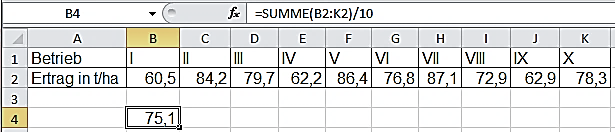 B4 fx =SUMME(B2:K2)/10
A B C D E F G H I J K
1 Betrieb I II III IV V VI VII VIII IX X
2 Ertrag in t/ha 60,5 84,2 79,7 62,2 86,4 76,8 87,1 72,9 62,9 78,3
3
4 75,1